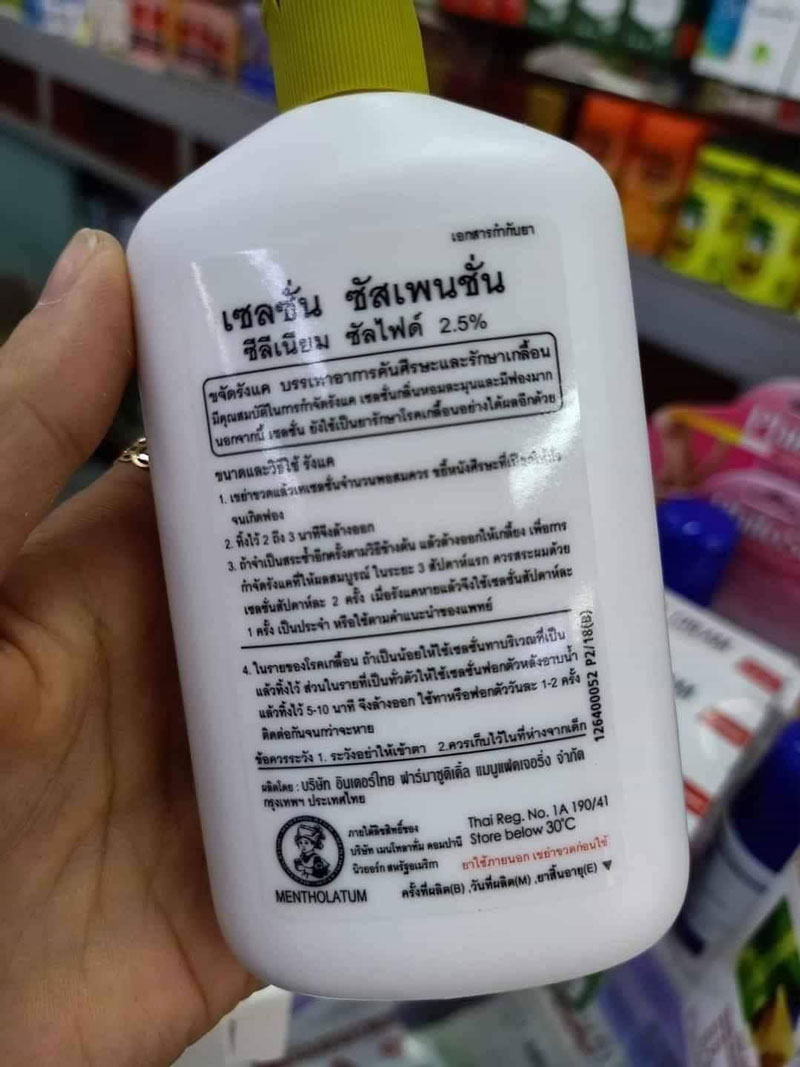 เอกสารกำกับยา
เซลซั่น ซัสเพนชั่น
ซีลีเนียม ซัลไฟด์ 2.5%
ขจัดรังแค บรรเทาอาการคันศีรษะและรักษาเกลื้อน
มีคุณสมบัติในการกำจัดรังแค เซลซั่นกลิ่นหอมละมุนและมีฟองมาก
นอกจากนี้ เซลซั่น ยังใช้เป็นยารักษาโรคเกลื้อนอย่างได้ผลอีกด้วย
ขนาดและวิธีใช้ รังแค
1. เขย่าขวดแล้วเทเซลซั่นจำนวนพอสมควร ขยี้หนังศีรษะที่
จนเกิดฟอง
2. ทิ้งไว้ 2 ถึง 3 นาทีจึงล้างออก
3. ถ้าจำเป็นสระซ้ำอีกครั้งตามวิธีข้างต้น แล้วล้างออกให้เกลี้ยง เพื่อการ
กำจัดรังแคที่ให้ผลสมบูรณ์ ในระยะ 3 สัปดาห์แรก ควรสระผมด้วย
เซลซั่นสัปดาห์ละ 2 ครั้ง เมื่อรังแคหายแล้วจึงใช้เซลซั่นสัปดาห์ละ
1 ครั้ง เป็นประจำ หรือใช้ตามคำแนะนำของแพทย์
4. ในรายของโรคเกลื้อน ถ้าเป็นน้อยให้ใช้เซลซั่นทาบริเวณที่เป็น
แล้วทิ้งไว้ ส่วนในรายที่เป็นทั่วตัวให้ใช้เซลซั่นฟอกตัวหลังอาบน้ำ
แล้วทิ้งไว้ 5-10 นาที จึงล้างออก ใช้ทาหรือฟอกตัววันละ 1-2 ครั้ง
ติดต่อกันจนกว่าจะหาย
ข้อควรระวัง 1. ระวังอย่าให้เข้าตา 2.ควรเก็บไว้ในที่ห่างจากเด็ก
ผลิตโดย : บริษัท อินเตอร์ไทย ฟาร์มาซูติเดิ้ล แมนูแฟคเจอริ่ง จำกัด
กรุงเทพฯ ประเทศไทย
ภายใต้ลิขสิทธิ์ของ
บริษัท เมนโทลาทั่ม คอมปานี
นิวยอร์ก สหรัฐอเมริกา
MENTHOLATUM
Thai Reg. No. 1A 190/41
Store below 30°C
ยาใช้ภายนอก เขย่าขวดก่อนใช้
ครั้งที่ผลิต(B) ,วันที่ผลิต(M) ,ยาสิ้นอายุ(E) ▼
126400052 P2/18(B)